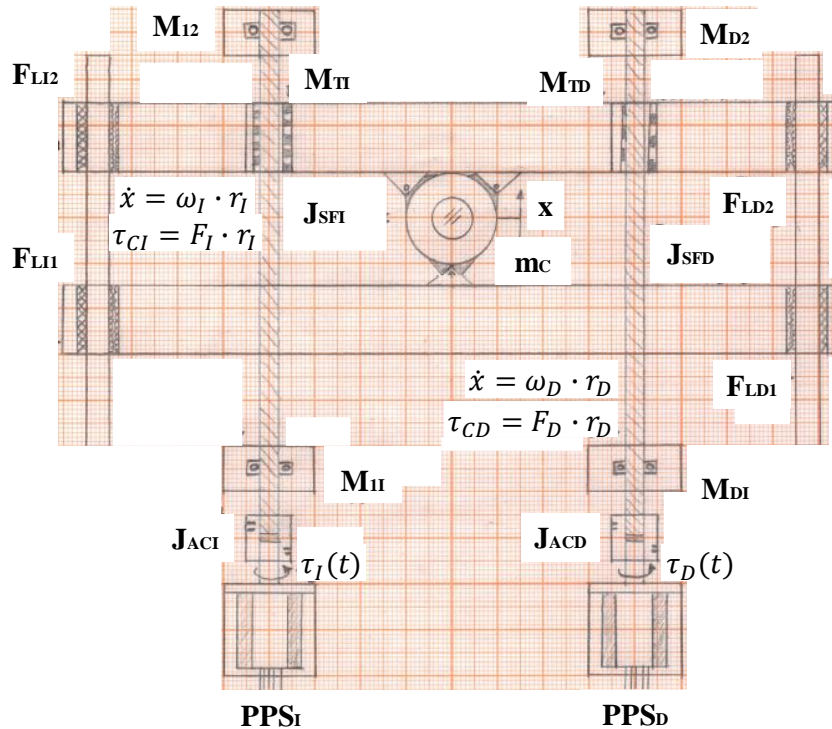 M12
MD2
FLI2
MTI
MTD
ẋ = ωI · rI
τCI = FI · rI
JSFI
x
FLD2
FLI1
mC
JSFD
ẋ = ωD · rD
τCD = FD · rD
FLD1
M1I
MDI
JACI
τI(t)
JACD
τD(t)
PPSI
PPSD